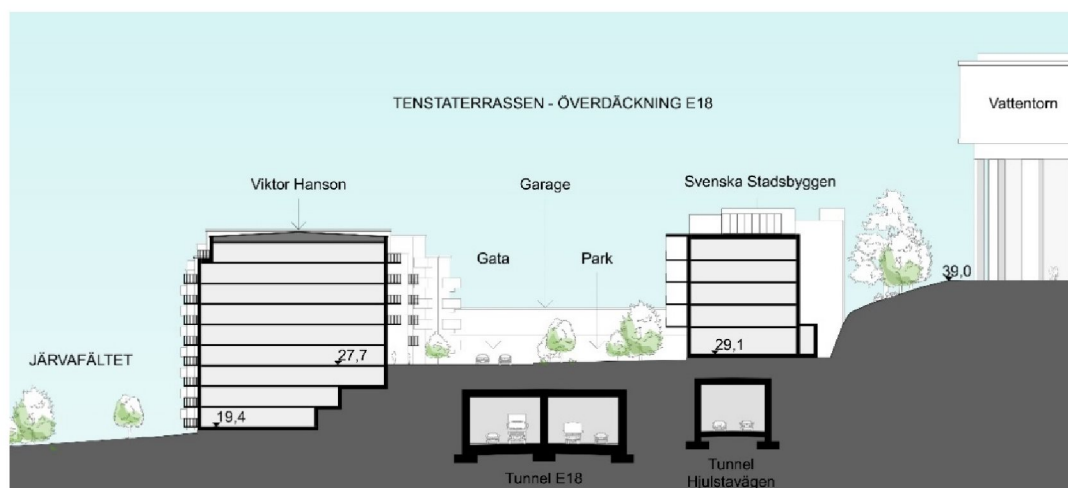 TENSTATERRASSEN - ÖVERDÄCKNING E18
Vattentorn
Viktor Hanson
Garage
Svenska Stadsbyggen
Gata
Park
39,0
JÄRVAFÄLTET
27,7
29,1
19,4
Tunnel E18
Tunnel
Hjulstavägen